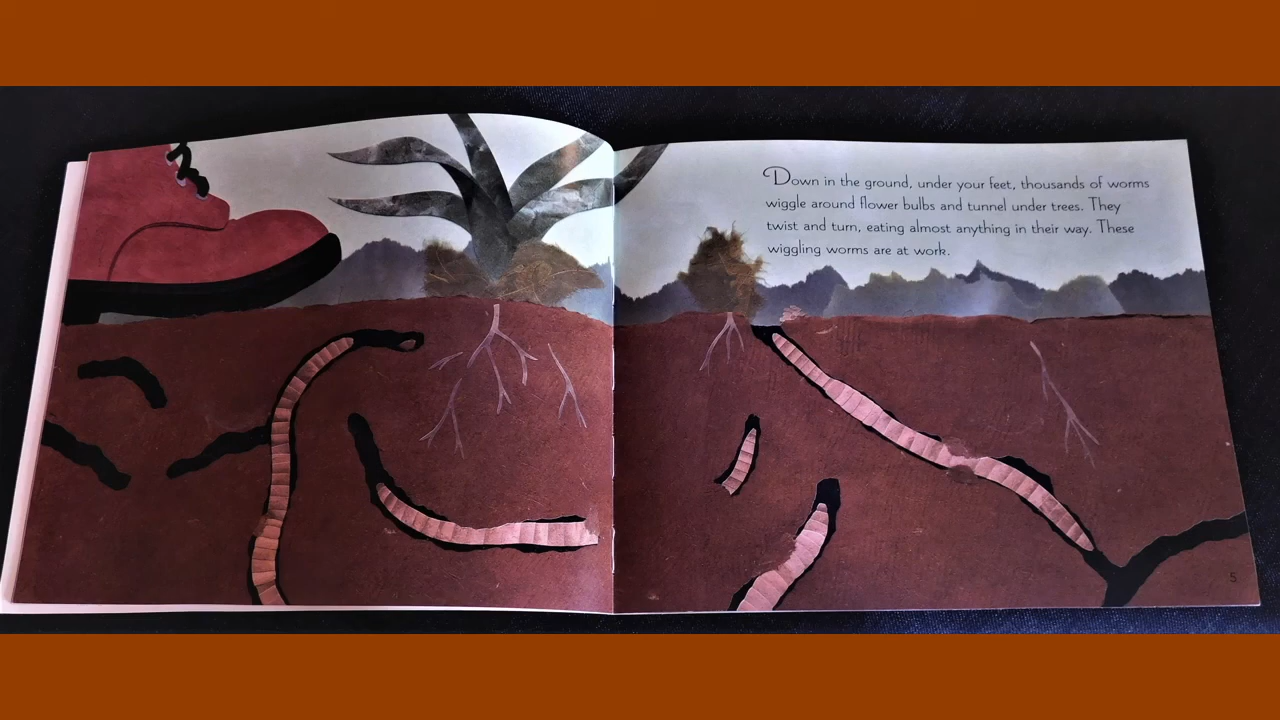 Down in the ground, under your feet, thousands of worms
wiggle around flower bulbs and tunnel under trees. They
twist and turn, eating almost anything in their way. These
wiggling worms are at work.
5